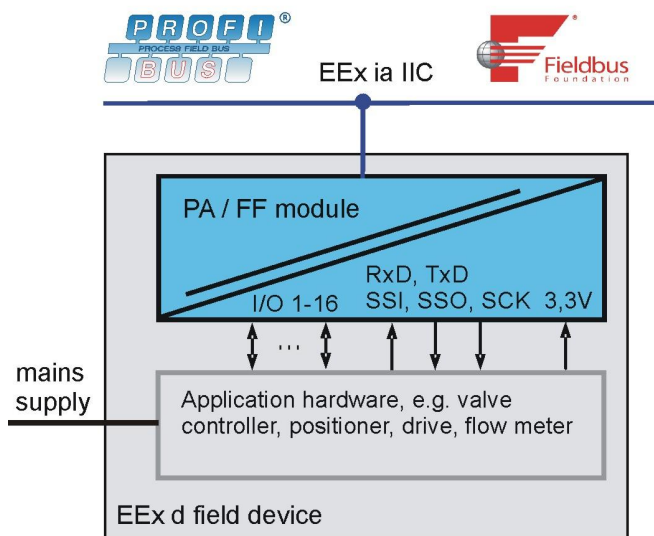 PROFI®
PROCESS FIELD BUS
BUS
EEx ia IIC
Fieldbus
Foundation
PA / FF module
RxD, TxD
I/O 1-16 SSI, SSO, SCK 3,3V
...
mains
supply
Application hardware, e.g. valve
controller, positioner, drive, flow meter
EEx d field device